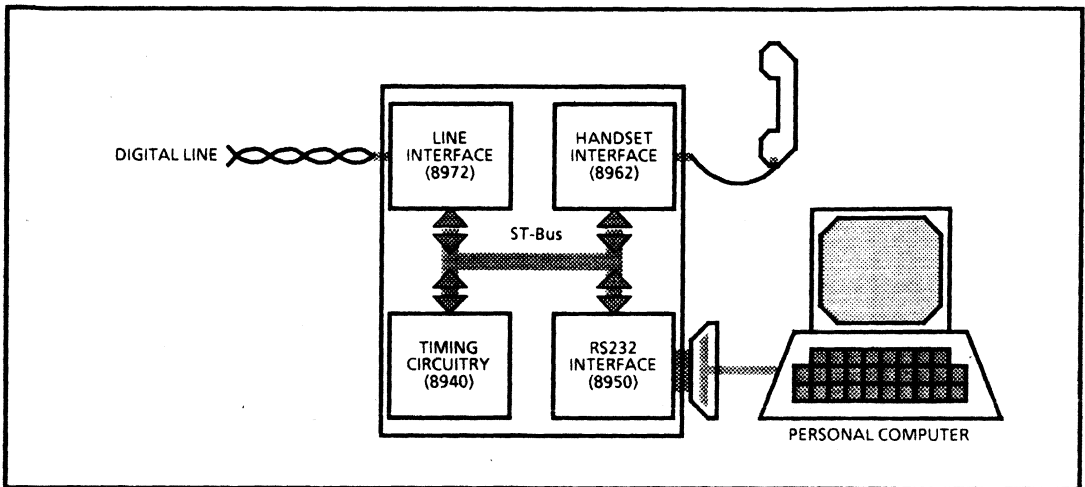 DIGITAL LINE
LINE
INTERFACE
(8972)
HANDSET
INTERFACE
(8962)
ST-Bus
TIMING
CIRCUITRY
(8940)
RS232
INTERFACE
(8950)
PERSONAL COMPUTER